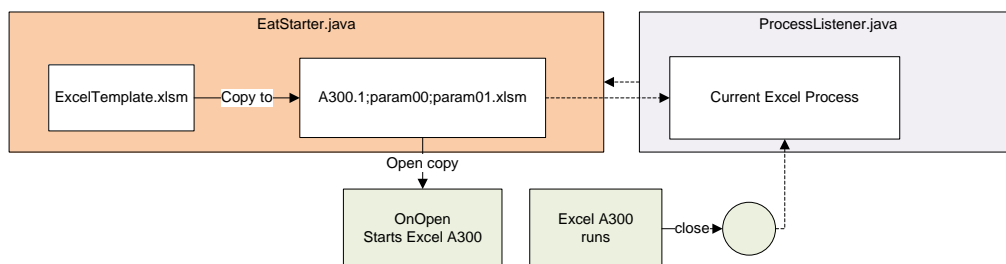 EatStarter.java
ProcessListener.java
ExcelTemplate.xlsm
Copy to
A300.1;param00;param01.xlsm
Current Excel Process
Open copy
OnOpen
Starts Excel A300
Excel A300
runs
close